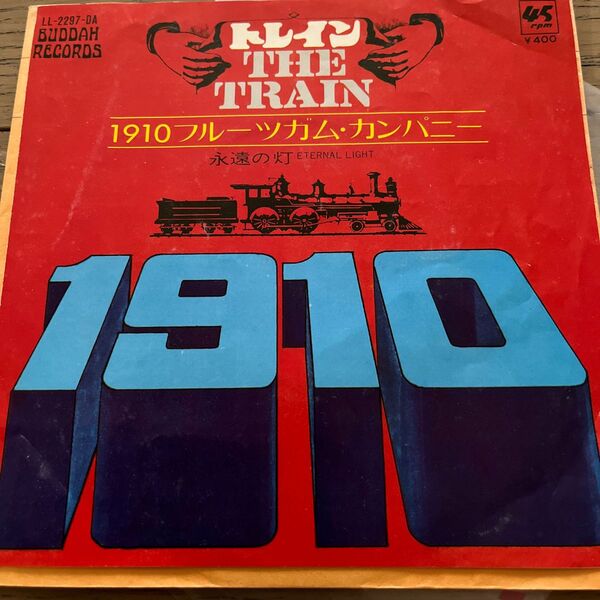 LL-2297-DA
BUDDAH
RECORDS
45
rpm
¥400
トレイン
THE
TRAIN
1910フルーツガム・カンパニー
永遠の灯 ETERNAL LIGHT
1910